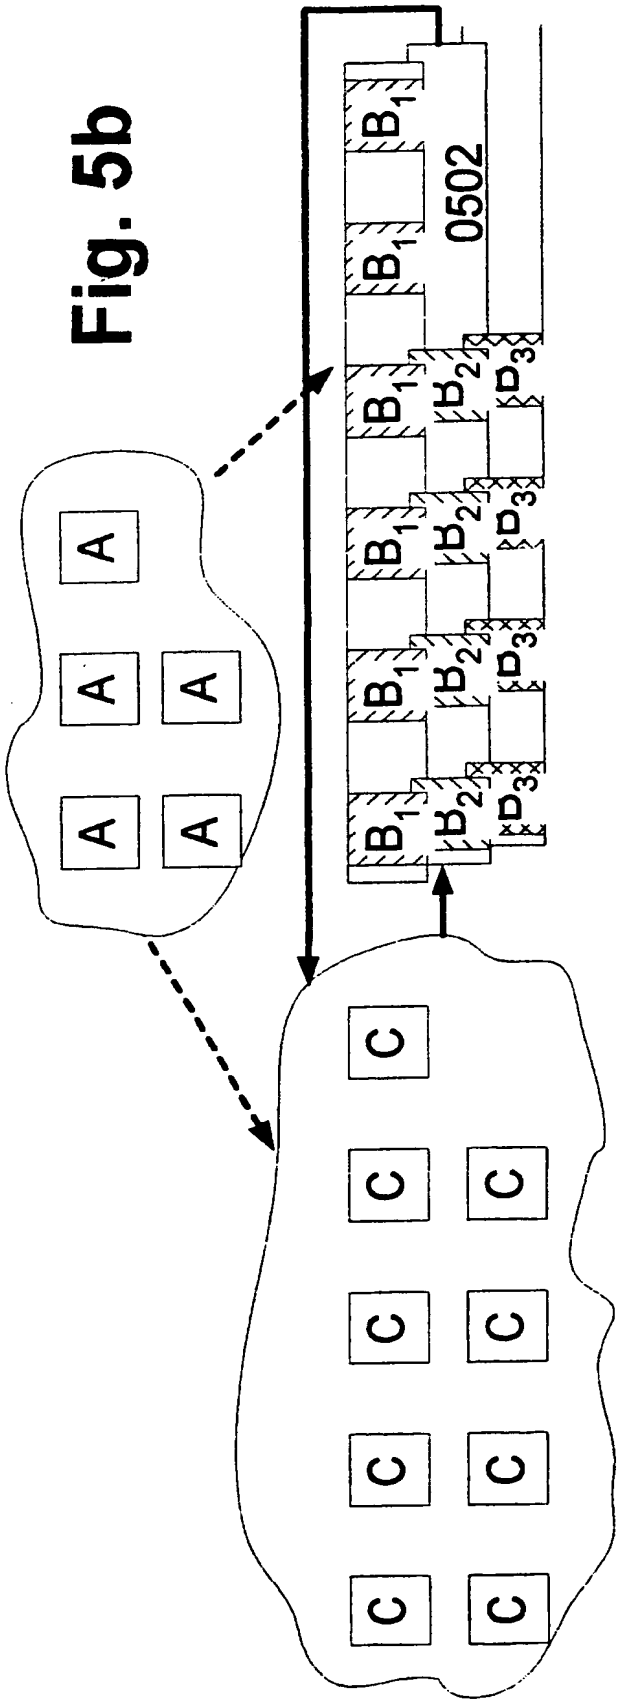 A A A Fig. 5b
A A
C C C C C B₁ B₁ B₁ B₁ B₁ B₁
B₂ B₂ B₂ B₂ 0502
C C C C B₃ B₃ B₃ B₃